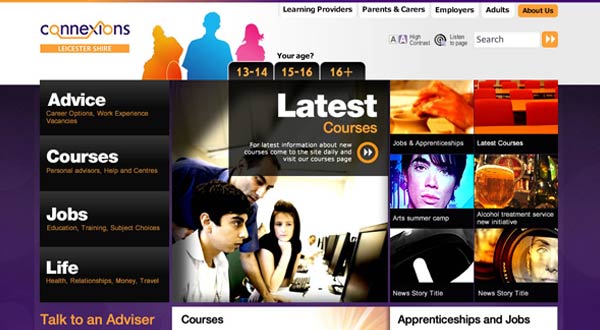 Learning Providers
Parents & Carers
Employers
Adults
About Us
connexions
LEICESTER SHIRE
A A High Contrast
Listen to page
Search
Your age?
13-14
15-16
16+
Advice
Career Options, Work Experience
Vacancies
Courses
Personal advisors, Help and Centres
Jobs
Education, Training, Subject Choices
Life
Health, Relationships, Money, Travel
Latest
Courses
For latest information about new
courses come to the site daily and
visit our courses page
Jobs & Apprenticeships
Latest Courses
Arts summer camp
Alcohol treatment service
new initiative
News Story Title
News Story Title
Talk to an Adviser
Courses
Apprenticeships and Jobs